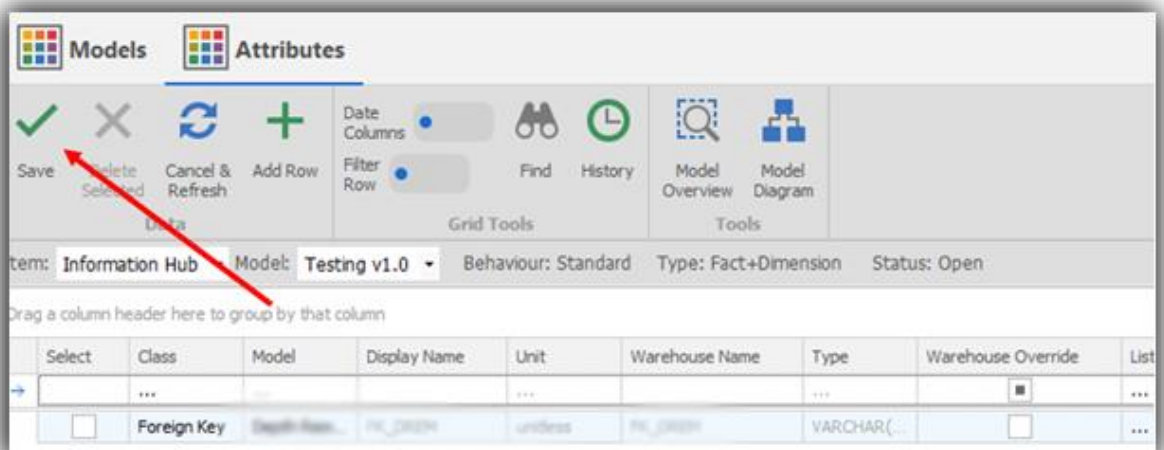 Models Attributes
Save Delete Selected Cancel & Refresh Add Row Date Columns Filter Row Find History Model Overview Model Diagram
Data Grid Tools Tools
tem: Information Hub Model: Testing v1.0 Behaviour: Standard Type: Fact+Dimension Status: Open
Drag a column header here to group by that column
Select Class Model Display Name Unit Warehouse Name Type Warehouse Override List
... ... ... ... ...
Foreign Key VARCHAR(... ...